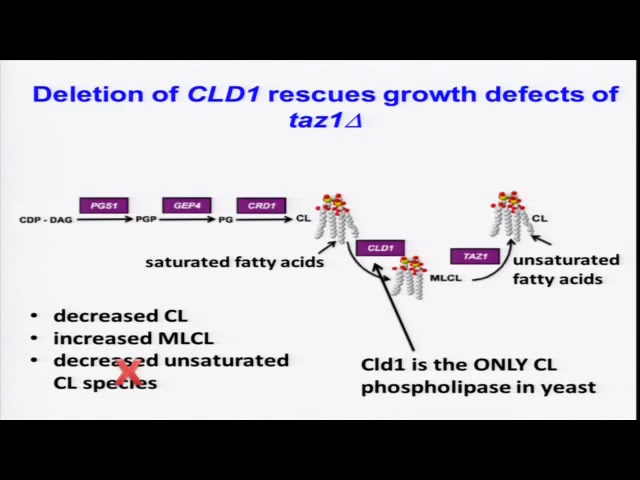 Deletion of CLD1 rescues growth defects of
taz1Δ
PGS1
GEP4
CRD1
CDP - DAG
PGP
PG
CL
CL
saturated fatty acids
CLD1
MLCL
TAZ1
unsaturated
fatty acids
• decreased CL
• increased MLCL
• decreased unsaturated
CL species
Cld1 is the ONLY CL
phospholipase in yeast